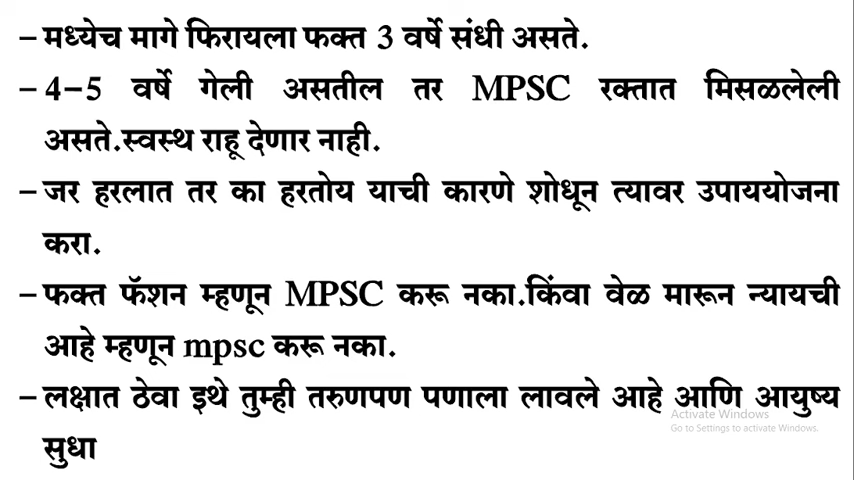 – मध्येच मागे फिरायला फक्त 3 वर्षे संधी असते.
– 4–5 वर्षे गेली असतील तर MPSC रक्तात मिसळलेली
असते.स्वस्थ राहू देणार नाही.
– जर हरलात तर का हरतोय याची कारणे शोधून त्यावर उपाययोजना
करा.
– फक्त फॅशन म्हणून MPSC करू नका.किंवा वेळ मारून न्यायची
आहे म्हणून mpsc करू नका.
– लक्षात ठेवा इथे तुम्ही तरुणपण पणाला लावले आहे आणि आयुष्य
सुधा
Activate Windows
Go to Settings to activate Windows.